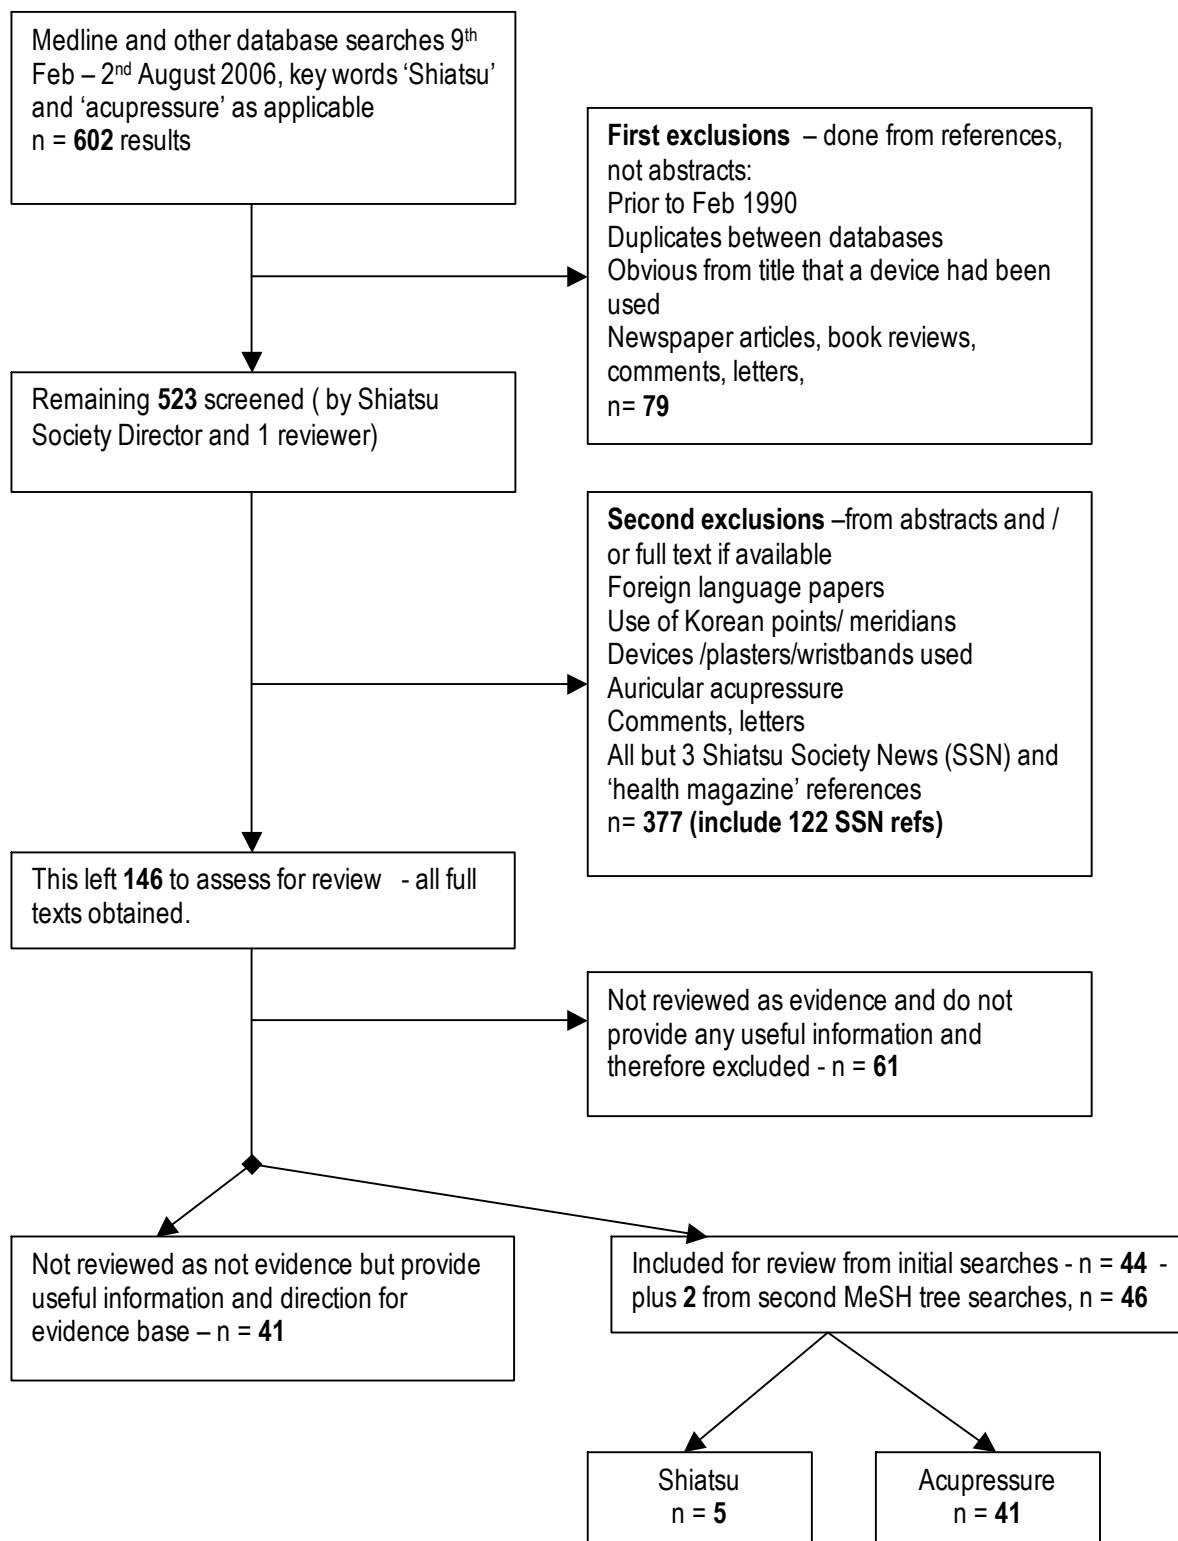 Medline and other database searches 9th
Feb – 2nd August 2006, key words ‘Shiatsu’
and ‘acupressure’ as applicable
n = 602 results
First exclusions – done from references,
not abstracts:
Prior to Feb 1990
Duplicates between databases
Obvious from title that a device had been
used
Newspaper articles, book reviews,
comments, letters,
n= 79
Remaining 523 screened ( by Shiatsu
Society Director and 1 reviewer)
Second exclusions –from abstracts and /
or full text if available
Foreign language papers
Use of Korean points/ meridians
Devices /plasters/wristbands used
Auricular acupressure
Comments, letters
All but 3 Shiatsu Society News (SSN) and
‘health magazine’ references
n= 377 (include 122 SSN refs)
This left 146 to assess for review - all full
texts obtained.
Not reviewed as evidence and do not
provide any useful information and
therefore excluded - n = 61
Not reviewed as not evidence but provide
useful information and direction for
evidence base – n = 41
Included for review from initial searches - n = 44 -
plus 2 from second MeSH tree searches, n = 46
Shiatsu
n = 5
Acupressure
n = 41